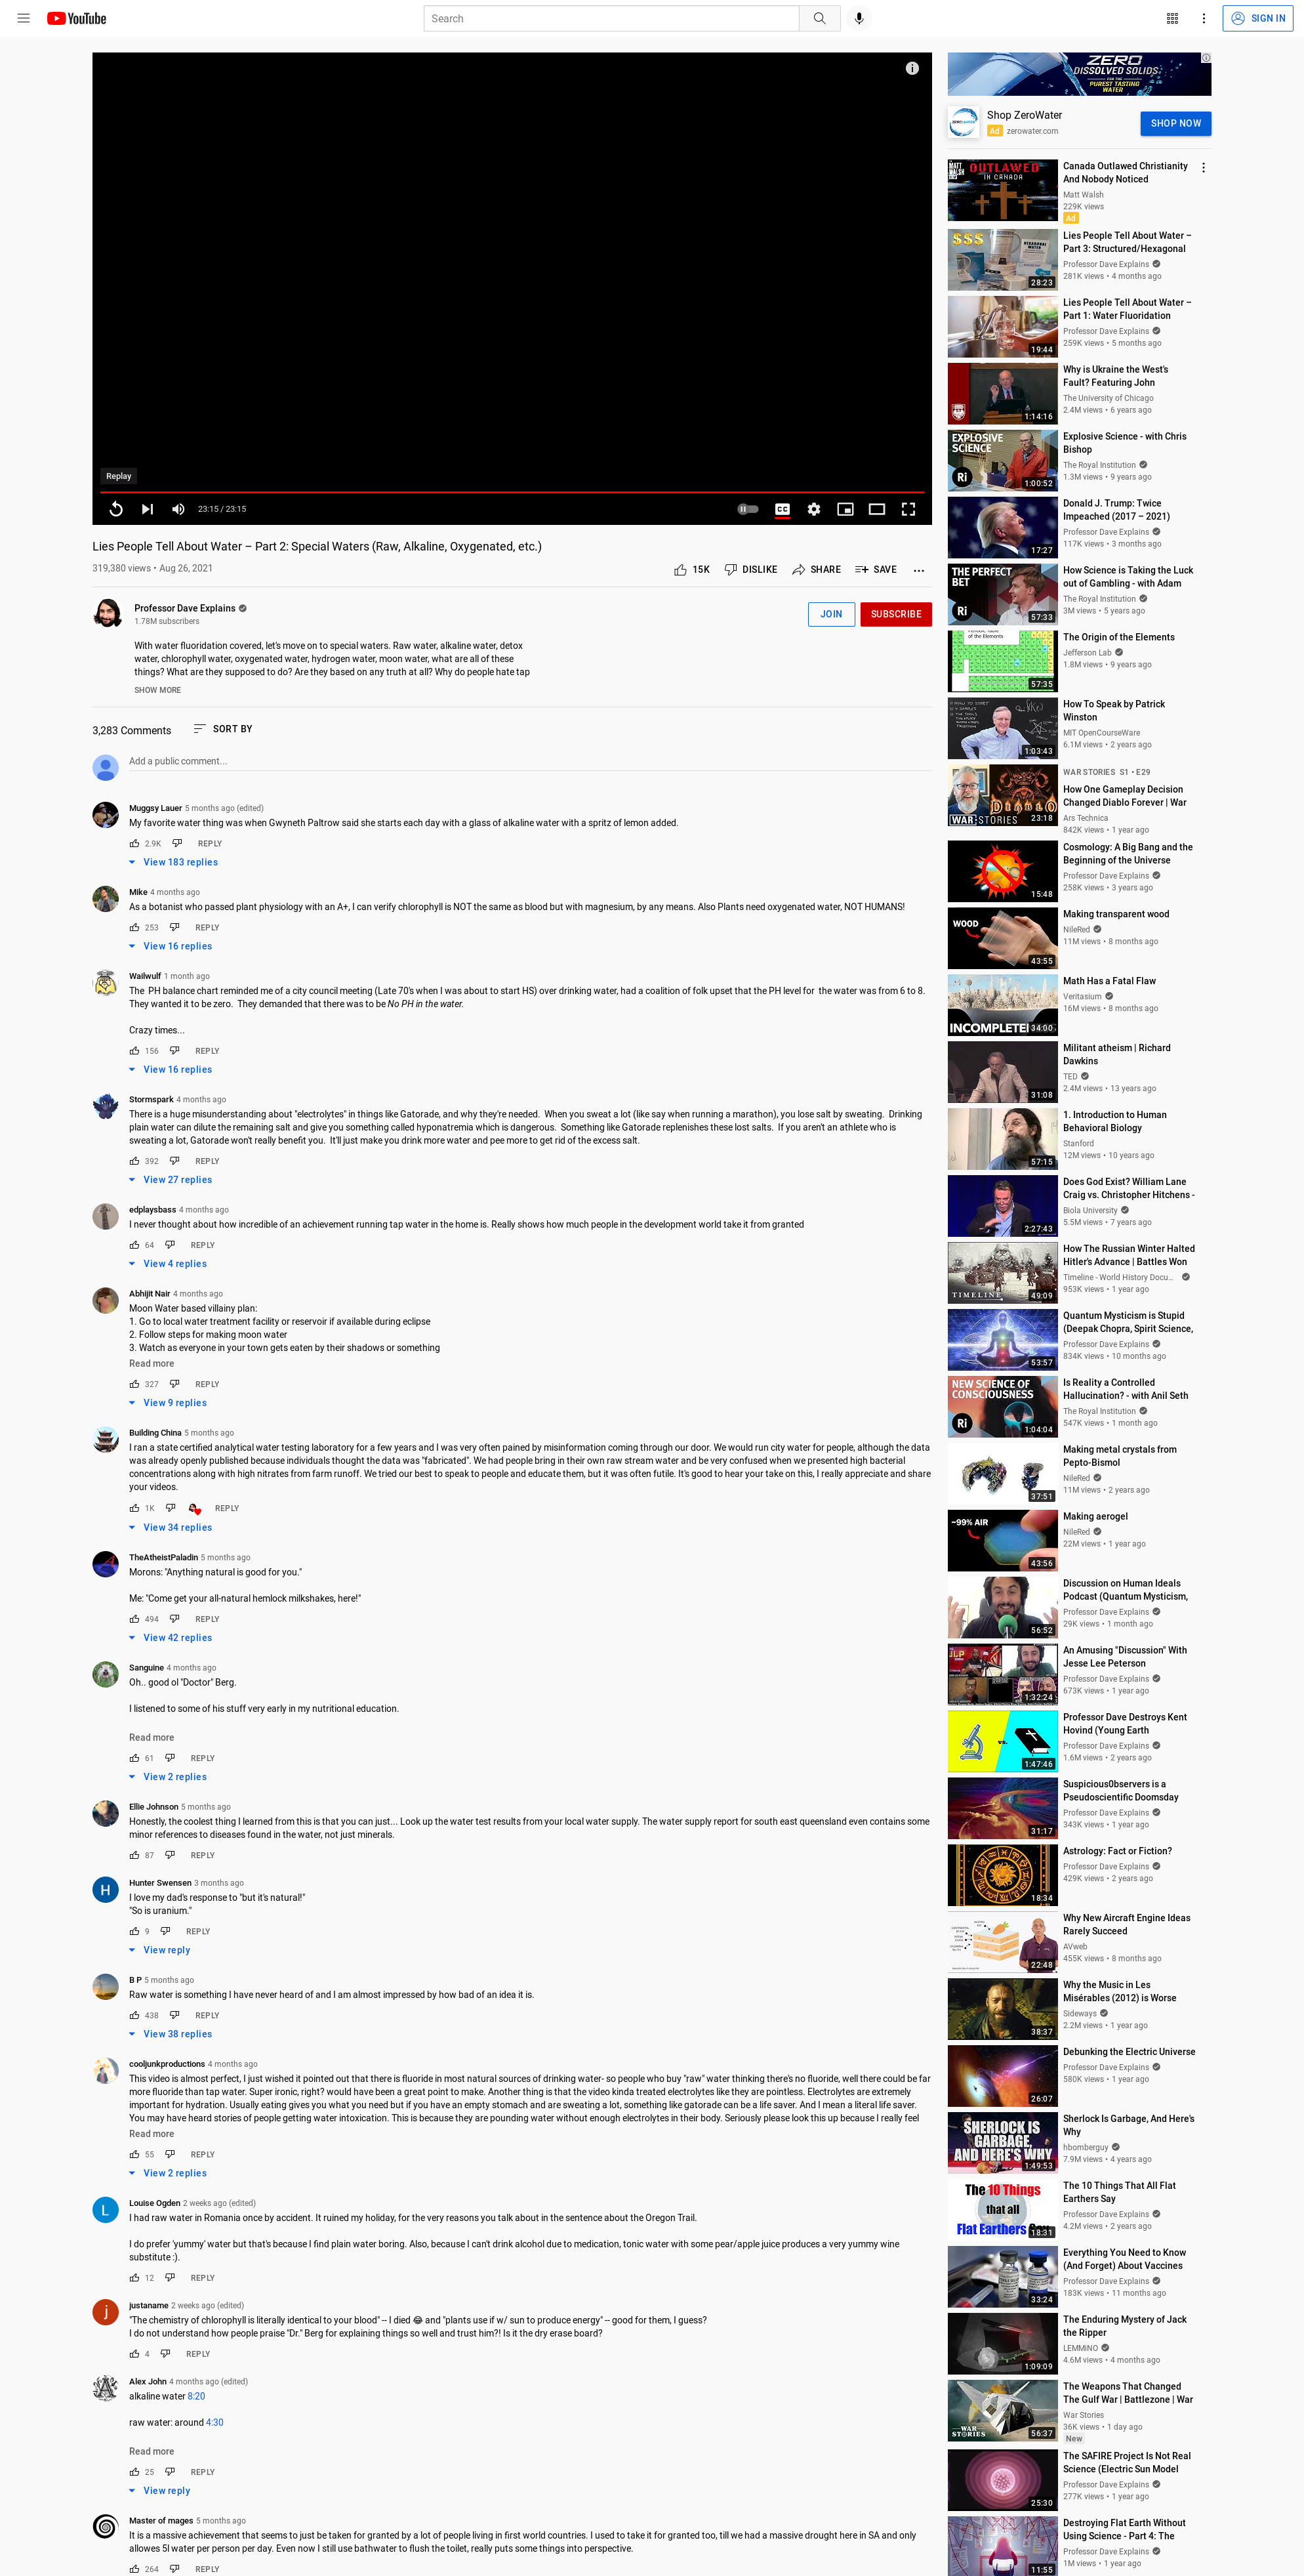 YouTube
Search
SIGN IN
Replay
23:15 / 23:15
CC
Lies People Tell About Water – Part 2: Special Waters (Raw, Alkaline, Oxygenated, etc.)
319,380 views • Aug 26, 2021
15K
DISLIKE
SHARE
SAVE
Professor Dave Explains
1.78M subscribers
JOIN
SUBSCRIBE
With water fluoridation covered, let's move on to special waters. Raw water, alkaline water, detox
water, chlorophyll water, oxygenated water, hydrogen water, moon water, what are all of these
things? What are they supposed to do? Are they based on any truth at all? Why do people hate tap
SHOW MORE
3,283 Comments
SORT BY
Add a public comment...
Muggsy Lauer 5 months ago (edited)
My favorite water thing was when Gwyneth Paltrow said she starts each day with a glass of alkaline water with a spritz of lemon added.
2.9K
REPLY
View 183 replies
Mike 4 months ago
As a botanist who passed plant physiology with an A+, I can verify chlorophyll is NOT the same as blood but with magnesium, by any means. Also Plants need oxygenated water, NOT HUMANS!
253
REPLY
View 16 replies
Wailwulf 1 month ago
The PH balance chart reminded me of a city council meeting (Late 70's when I was about to start HS) over drinking water, had a coalition of folk upset that the PH level for the water was from 6 to 8.
They wanted it to be zero. They demanded that there was to be No PH in the water.
Crazy times...
156
REPLY
View 16 replies
Stormspark 4 months ago
There is a huge misunderstanding about "electrolytes" in things like Gatorade, and why they're needed. When you sweat a lot (like say when running a marathon), you lose salt by sweating. Drinking
plain water can dilute the remaining salt and give you something called hyponatremia which is dangerous. Something like Gatorade replenishes these lost salts. If you aren't an athlete who is
sweating a lot, Gatorade won't really benefit you. It'll just make you drink more water and pee more to get rid of the excess salt.
392
REPLY
View 27 replies
edplaysbass 4 months ago
I never thought about how incredible of an achievement running tap water in the home is. Really shows how much people in the development world take it from granted
64
REPLY
View 4 replies
Abhijit Nair 4 months ago
Moon Water based villainy plan:
1. Go to local water treatment facility or reservoir if available during eclipse
2. Follow steps for making moon water
3. Watch as everyone in your town gets eaten by their shadows or something
Read more
327
REPLY
View 9 replies
Building China 5 months ago
I ran a state certified analytical water testing laboratory for a few years and I was very often pained by misinformation coming through our door. We would run city water for people, although the data
was already openly published because individuals thought the data was "fabricated". We had people bring in their own raw stream water and be very confused when we presented high bacterial
concentrations along with high nitrates from farm runoff. We tried our best to speak to people and educate them, but it was often futile. It's good to hear your take on this, I really appreciate and share
your videos.
1K
REPLY
View 34 replies
TheAtheistPaladin 5 months ago
Morons: "Anything natural is good for you."
Me: "Come get your all-natural hemlock milkshakes, here!"
494
REPLY
View 42 replies
Sanguine 4 months ago
Oh.. good ol "Doctor" Berg.
I listened to some of his stuff very early in my nutritional education.
Read more
61
REPLY
View 2 replies
Ellie Johnson 5 months ago
Honestly, the coolest thing I learned from this is that you can just... Look up the water test results from your local water supply. The water supply report for south east queensland even contains some
minor references to diseases found in the water, not just minerals.
87
REPLY
H
Hunter Swensen 3 months ago
I love my dad's response to "but it's natural!"
"So is uranium."
9
REPLY
View reply
B P 5 months ago
Raw water is something I have never heard of and I am almost impressed by how bad of an idea it is.
438
REPLY
View 38 replies
cooljunkproductions 4 months ago
This video is almost perfect, I just wished it pointed out that there is fluoride in most natural sources of drinking water- so people who buy "raw" water thinking there's no fluoride, well there could be far
more fluoride than tap water. Super ironic, right? would have been a great point to make. Another thing is that the video kinda treated electrolytes like they are pointless. Electrolytes are extremely
important for hydration. Usually eating gives you what you need but if you have an empty stomach and are sweating a lot, something like gatorade can be a life saver. And I mean a literal life saver.
You may have heard stories of people getting water intoxication. This is because they are pounding water without enough electrolytes in their body. Seriously please look this up because I really feel
Read more
55
REPLY
View 2 replies
L
Louise Ogden 2 weeks ago (edited)
I had raw water in Romania once by accident. It ruined my holiday, for the very reasons you talk about in the sentence about the Oregon Trail.
I do prefer 'yummy' water but that's because I find plain water boring. Also, because I can't drink alcohol due to medication, tonic water with some pear/apple juice produces a very yummy wine
substitute :).
12
REPLY
j
justaname 2 weeks ago (edited)
"The chemistry of chlorophyll is literally identical to your blood" -- I died 😂 and "plants use if w/ sun to produce energy" -- good for them, I guess?
I do not understand how people praise "Dr." Berg for explaining things so well and trust him?! Is it the dry erase board?
4
REPLY
Alex John 4 months ago (edited)
alkaline water 8:20
raw water: around 4:30
Read more
25
REPLY
View reply
Master of mages 5 months ago
It is a massive achievement that seems to just be taken for granted by a lot of people living in first world countries. I used to take it for granted too, till we had a massive drought here in SA and only
allowes 5l water per person per day. Even now I still use bathwater to flush the toilet, really puts some things into perspective.
264
REPLY
ZERO
DISSOLVED SOLIDS
FOR THE
PUREST TASTING
WATER
Shop ZeroWater
Ad zerowater.com
SHOP NOW
MATT WALSH
OUTLAWED
IN CANADA
Canada Outlawed Christianity
And Nobody Noticed
Matt Walsh
229K views
Ad
$$$
28:23
Lies People Tell About Water –
Part 3: Structured/Hexagonal
Professor Dave Explains
281K views • 4 months ago
19:44
Lies People Tell About Water –
Part 1: Water Fluoridation
Professor Dave Explains
259K views • 5 months ago
1:14:16
Why is Ukraine the West's
Fault? Featuring John
The University of Chicago
2.4M views • 6 years ago
EXPLOSIVE
SCIENCE
Ri
1:00:52
Explosive Science - with Chris
Bishop
The Royal Institution
1.3M views • 9 years ago
17:27
Donald J. Trump: Twice
Impeached (2017 – 2021)
Professor Dave Explains
117K views • 3 months ago
THE PERFECT
BET
Ri
57:33
How Science is Taking the Luck
out of Gambling - with Adam
The Royal Institution
3M views • 5 years ago
of the Elements
57:35
The Origin of the Elements
Jefferson Lab
1.8M views • 9 years ago
1:03:43
How To Speak by Patrick
Winston
MIT OpenCourseWare
6.1M views • 2 years ago
DIABLO
WAR STORIES
23:18
WAR STORIES S1 • E29
How One Gameplay Decision
Changed Diablo Forever | War
Ars Technica
842K views • 1 year ago
15:48
Cosmology: A Big Bang and the
Beginning of the Universe
Professor Dave Explains
258K views • 3 years ago
WOOD
43:55
Making transparent wood
NileRed
11M views • 8 months ago
INCOMPLETE
34:00
Math Has a Fatal Flaw
Veritasium
16M views • 8 months ago
31:08
Militant atheism | Richard
Dawkins
TED
2.4M views • 13 years ago
57:15
1. Introduction to Human
Behavioral Biology
Stanford
12M views • 10 years ago
2:27:43
Does God Exist? William Lane
Craig vs. Christopher Hitchens -
Biola University
5.5M views • 7 years ago
TIMELINE
49:09
How The Russian Winter Halted
Hitler's Advance | Battles Won
Timeline - World History Docu...
953K views • 1 year ago
53:57
Quantum Mysticism is Stupid
(Deepak Chopra, Spirit Science,
Professor Dave Explains
834K views • 10 months ago
NEW SCIENCE OF
CONSCIOUSNESS
Ri
1:04:04
Is Reality a Controlled
Hallucination? - with Anil Seth
The Royal Institution
547K views • 1 month ago
37:51
Making metal crystals from
Pepto-Bismol
NileRed
11M views • 2 years ago
~99% AIR
43:56
Making aerogel
NileRed
22M views • 1 year ago
56:52
Discussion on Human Ideals
Podcast (Quantum Mysticism,
Professor Dave Explains
29K views • 1 month ago
JLP
1:32:24
An Amusing "Discussion" With
Jesse Lee Peterson
Professor Dave Explains
673K views • 1 year ago
vs.
1:47:46
Professor Dave Destroys Kent
Hovind (Young Earth
Professor Dave Explains
1.6M views • 2 years ago
31:17
Suspicious0bservers is a
Pseudoscientific Doomsday
Professor Dave Explains
343K views • 1 year ago
18:34
Astrology: Fact or Fiction?
Professor Dave Explains
429K views • 2 years ago
22:48
Why New Aircraft Engine Ideas
Rarely Succeed
AVweb
455K views • 8 months ago
38:37
Why the Music in Les
Misérables (2012) is Worse
Sideways
2.2M views • 1 year ago
26:07
Debunking the Electric Universe
Professor Dave Explains
580K views • 1 year ago
SHERLOCK IS
GARBAGE,
AND HERE'S WHY
1:49:53
Sherlock Is Garbage, And Here's
Why
hbomberguy
7.9M views • 4 years ago
The 10 Things
that all
Flat Earthers Say
18:31
The 10 Things That All Flat
Earthers Say
Professor Dave Explains
4.2M views • 2 years ago
33:24
Everything You Need to Know
(And Forget) About Vaccines
Professor Dave Explains
183K views • 11 months ago
1:09:09
The Enduring Mystery of Jack
the Ripper
LEMMiNO
4.6M views • 4 months ago
WAR STORIES
56:37
The Weapons That Changed
The Gulf War | Battlezone | War
War Stories
36K views • 1 day ago
New
25:30
The SAFIRE Project Is Not Real
Science (Electric Sun Model
Professor Dave Explains
277K views • 1 year ago
11:55
Destroying Flat Earth Without
Using Science - Part 4: The
Professor Dave Explains
1M views • 1 year ago